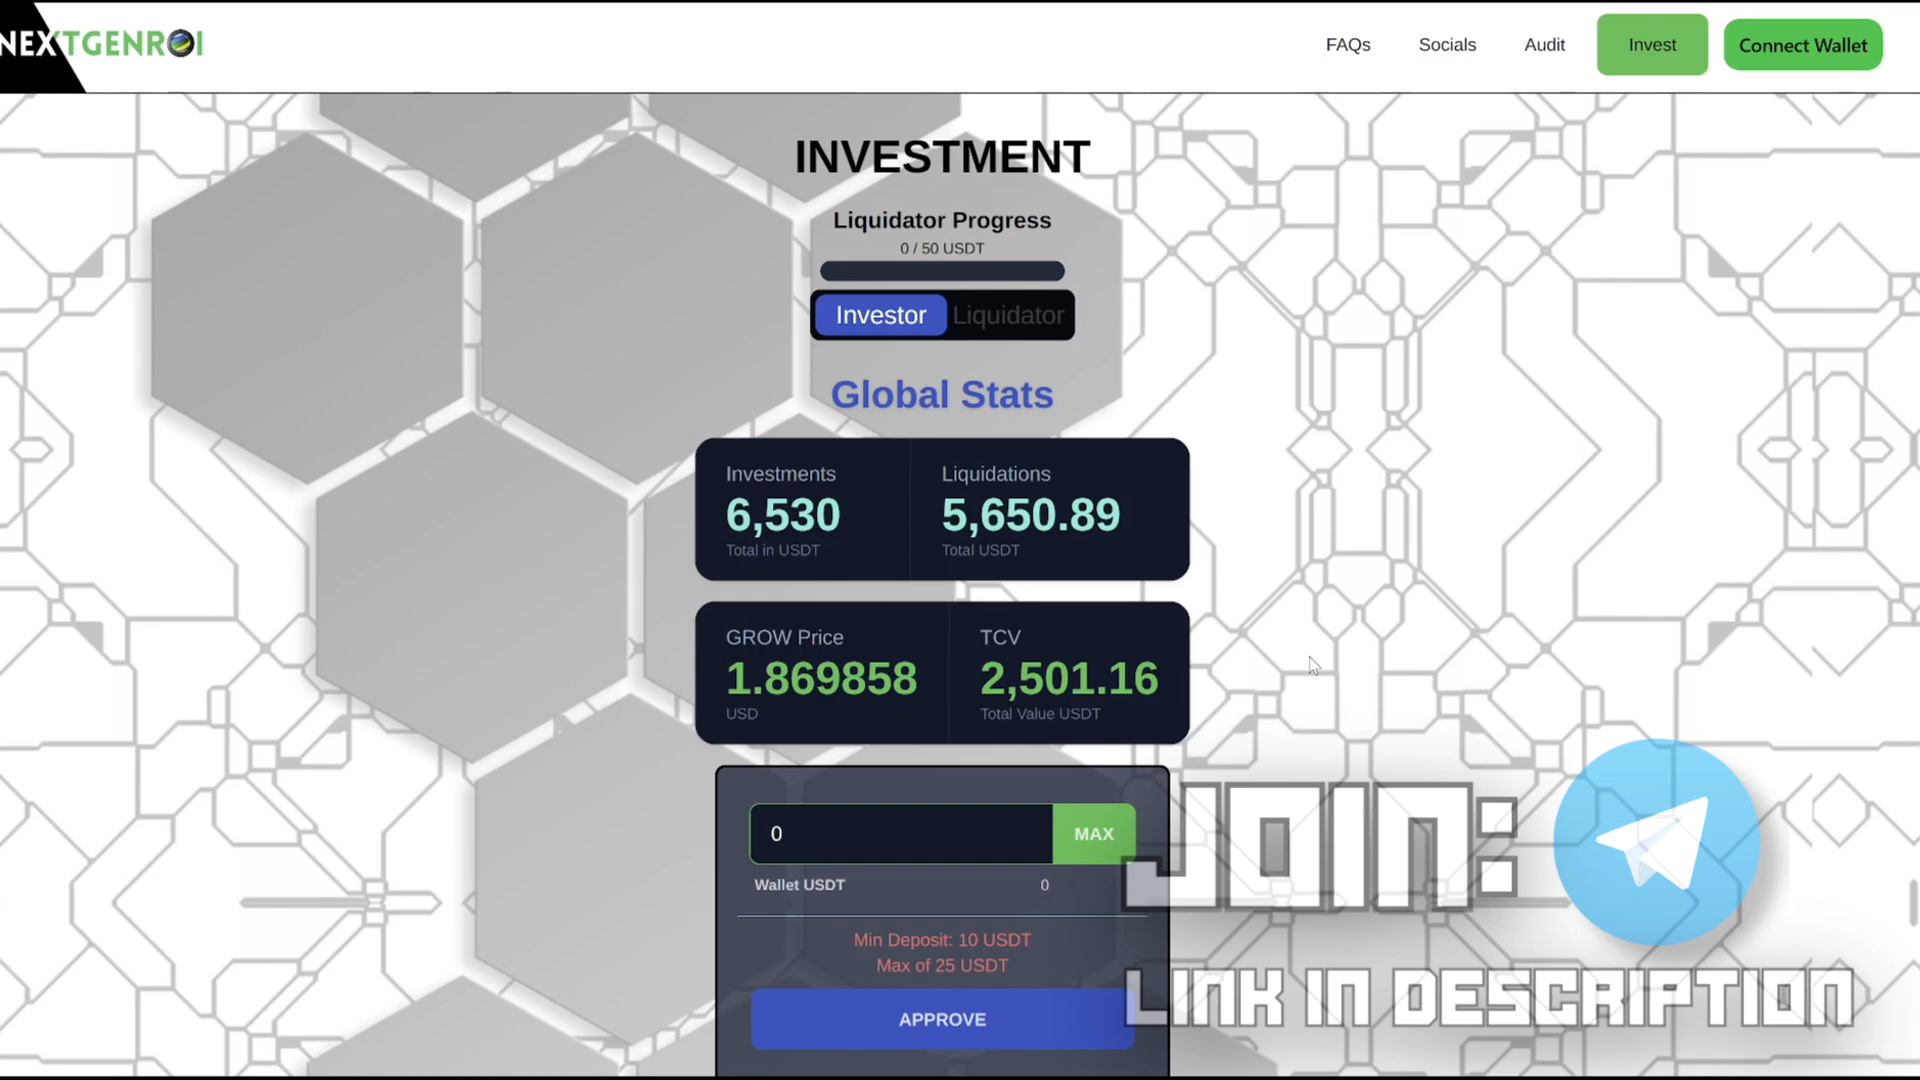 NEXTGENROI
FAQs
Socials
Audit
Invest
Connect Wallet
INVESTMENT
Liquidator Progress
0 / 50 USDT
Investor
Liquidator
Global Stats
Investments
6,530
Total in USDT
Liquidations
5,650.89
Total USDT
GROW Price
1.869858
USD
TCV
2,501.16
Total Value USDT
0
MAX
Wallet USDT
0
Min Deposit: 10 USDT
Max of 25 USDT
APPROVE
JOIN:
LINK IN DESCRIPTION